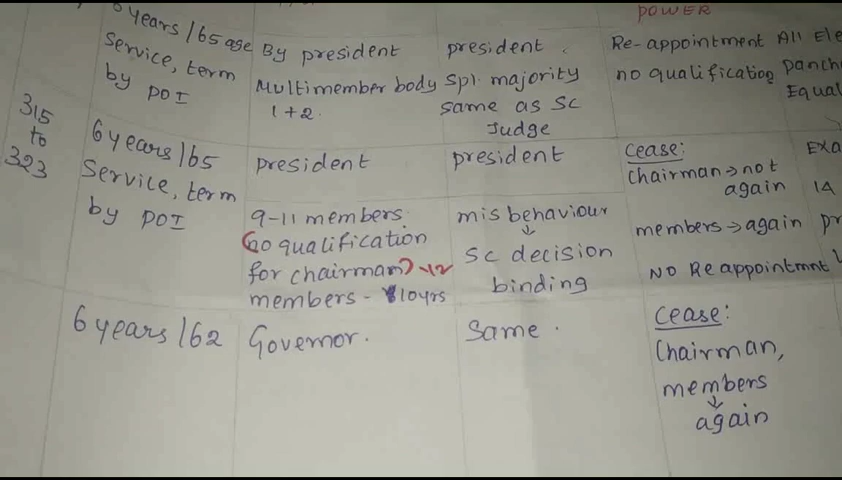 POWER
6 years /65 age
Service, term
by POI
By president
Multimember body
1+2.
president.
Spl. majority
same as SC
Judge
Re-appointment
no qualification
All Ele
panch
Equal
315
to
323
6 years /65
Service, term
by POI
president
9-11 members.
(no qualification
for chairman)
members - 10yrs
president
misbehaviour
↓
SC decision
binding
Cease:
Chairman → not
again
members → again
NO Reappointmnt
Exa
14
pr
6 years /62
Governor.
Same.
Cease:
Chairman,
members
↓
again